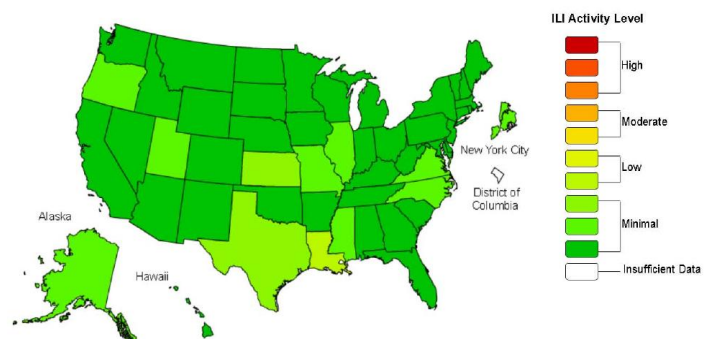 ILI Activity Level
High
Moderate
Low
Minimal
Insufficient Data
New York City
District of
Columbia
Alaska
Hawaii